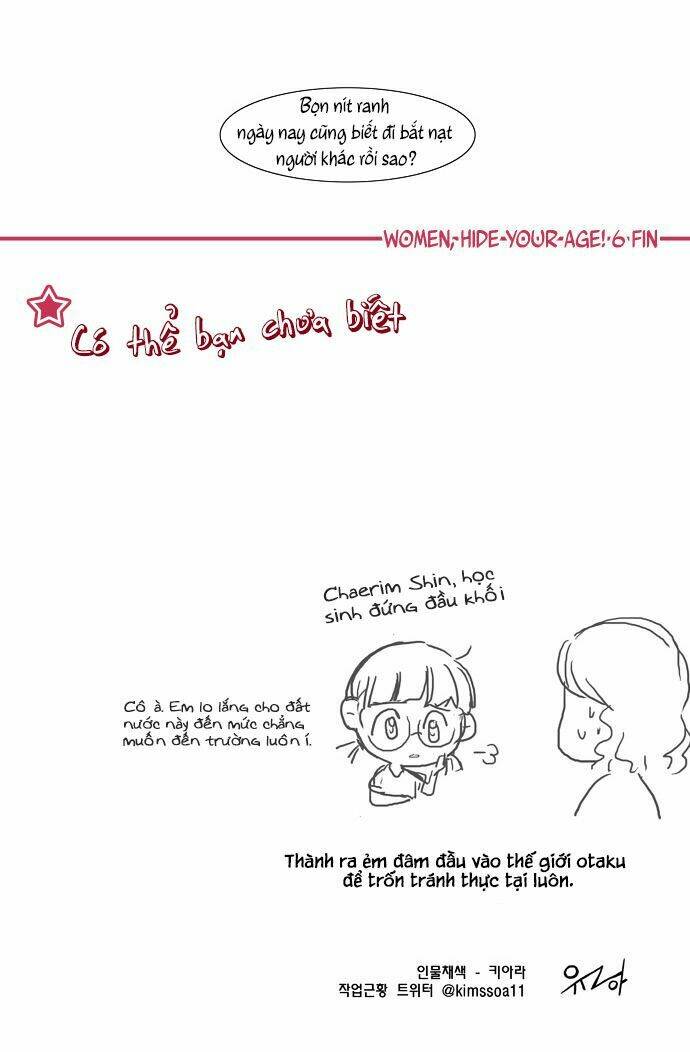 Bọn nít ranh
ngày nay cũng biết đi bắt nạt
người khác rồi sao?
WOMEN, HIDE YOUR AGE! 6 FIN
Có thể bạn chưa biết
Chaerim Shin, học
sinh đứng đầu khối
Cô à. Em lo lắng cho đất
nước này đến mức chẳng
muốn đến trường luôn í.
Thành ra ẻm đâm đầu vào thế giới otaku
để trốn tránh thực tại luôn.
인물채색 - 키아라
작업근황 트위터 @kimssoa11